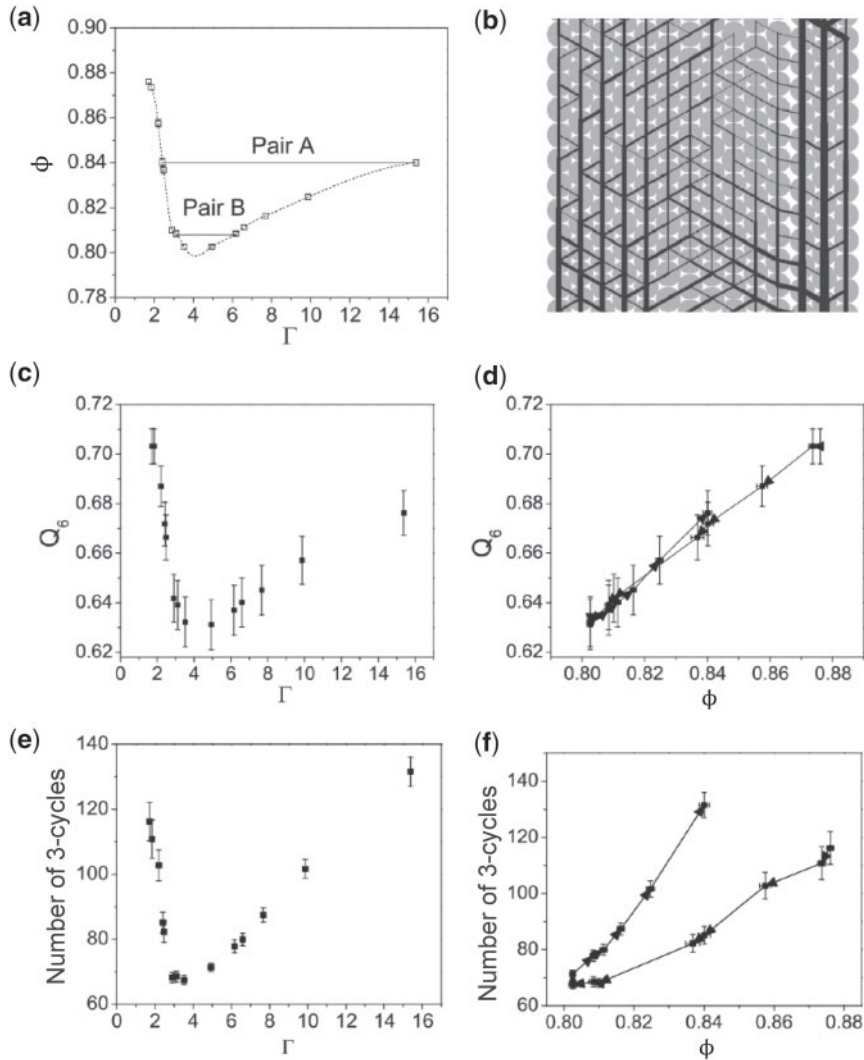 (a)
0.90
0.88
0.86
0.84
0.82
0.80
0.78
ϕ
Pair A
Pair B
0 2 4 6 8 10 12 14 16
Γ
(b)
(c)
0.72
0.70
0.68
0.66
0.64
0.62
Q6
0 2 4 6 8 10 12 14 16
Γ
(d)
0.72
0.70
0.68
0.66
0.64
0.62
Q6
0.80 0.82 0.84 0.86 0.88
ϕ
(e)
140
120
100
80
60
Number of 3-cycles
0 2 4 6 8 10 12 14 16
Γ
(f)
140
120
100
80
60
Number of 3-cycles
0.80 0.82 0.84 0.86 0.88
ϕ